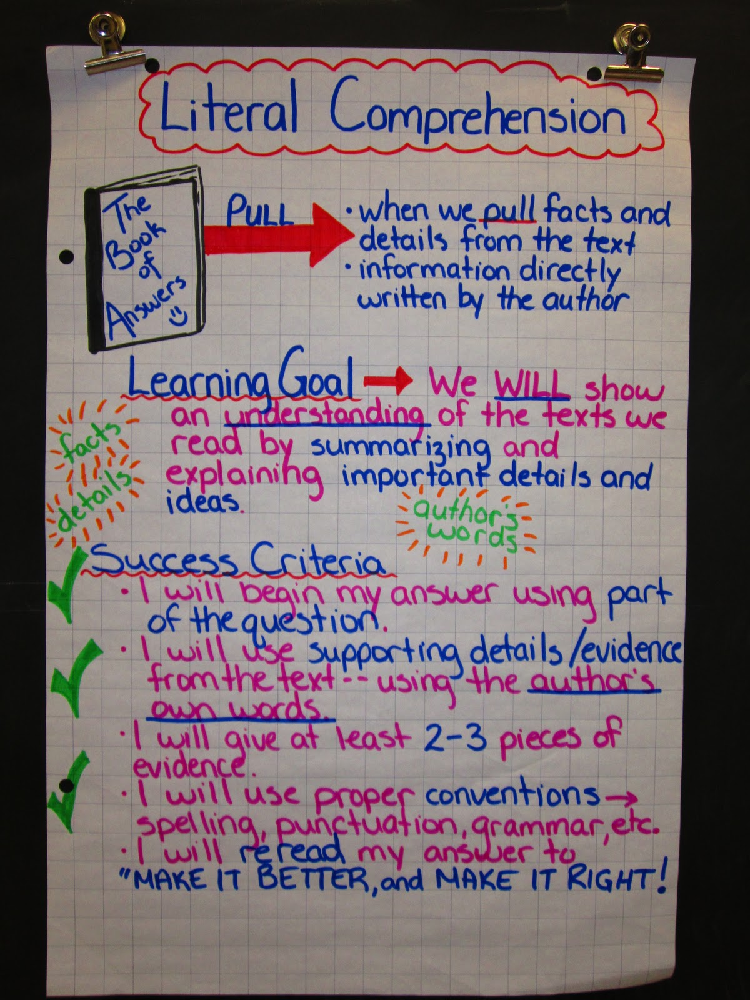 Literal Comprehension
The
Book
of
Answers
PULL
• when we pull facts and
details from the text
• information directly
written by the author
Learning Goal → We WILL show
an understanding of the texts we
read by summarizing and
explaining important details and
ideas.
facts
details
author's
words
Success Criteria
• I will begin my answer using part
of the question.
• I will use supporting details/evidence
from the text -- using the author's
own words.
• I will give at least 2-3 pieces of
evidence.
• I will use proper conventions →
spelling, punctuation, grammar, etc.
• I will reread my answer to
"MAKE IT BETTER, and MAKE IT RIGHT!